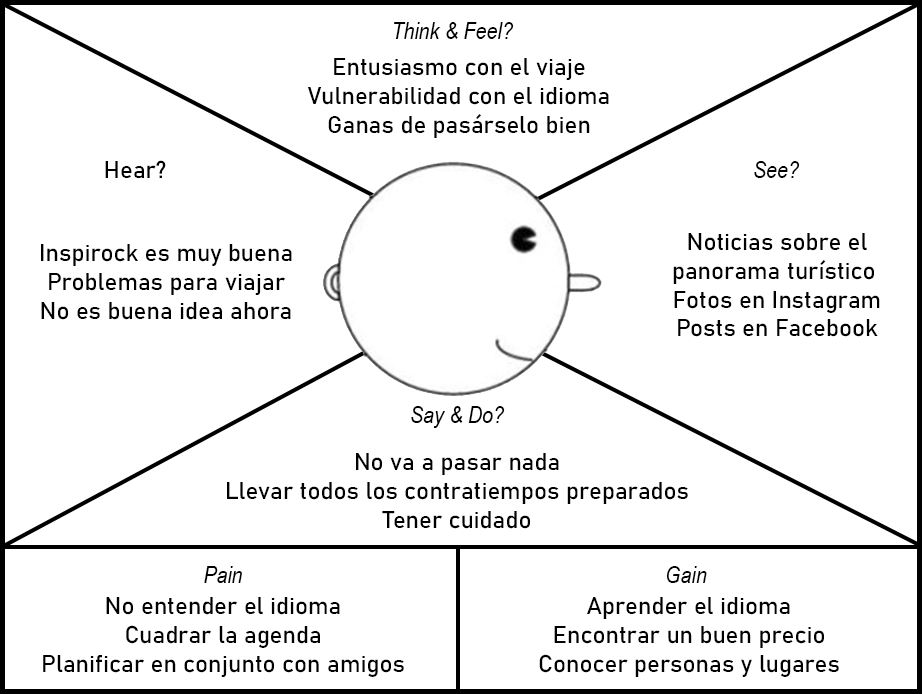 Think & Feel?
Entusiasmo con el viaje
Vulnerabilidad con el idioma
Ganas de pasárselo bien
Hear?
Inspirock es muy buena
Problemas para viajar
No es buena idea ahora
See?
Noticias sobre el
panorama turístico
Fotos en Instagram
Posts en Facebook
Say & Do?
No va a pasar nada
Llevar todos los contratiempos preparados
Tener cuidado
Pain
No entender el idioma
Cuadrar la agenda
Planificar en conjunto con amigos
Gain
Aprender el idioma
Encontrar un buen precio
Conocer personas y lugares